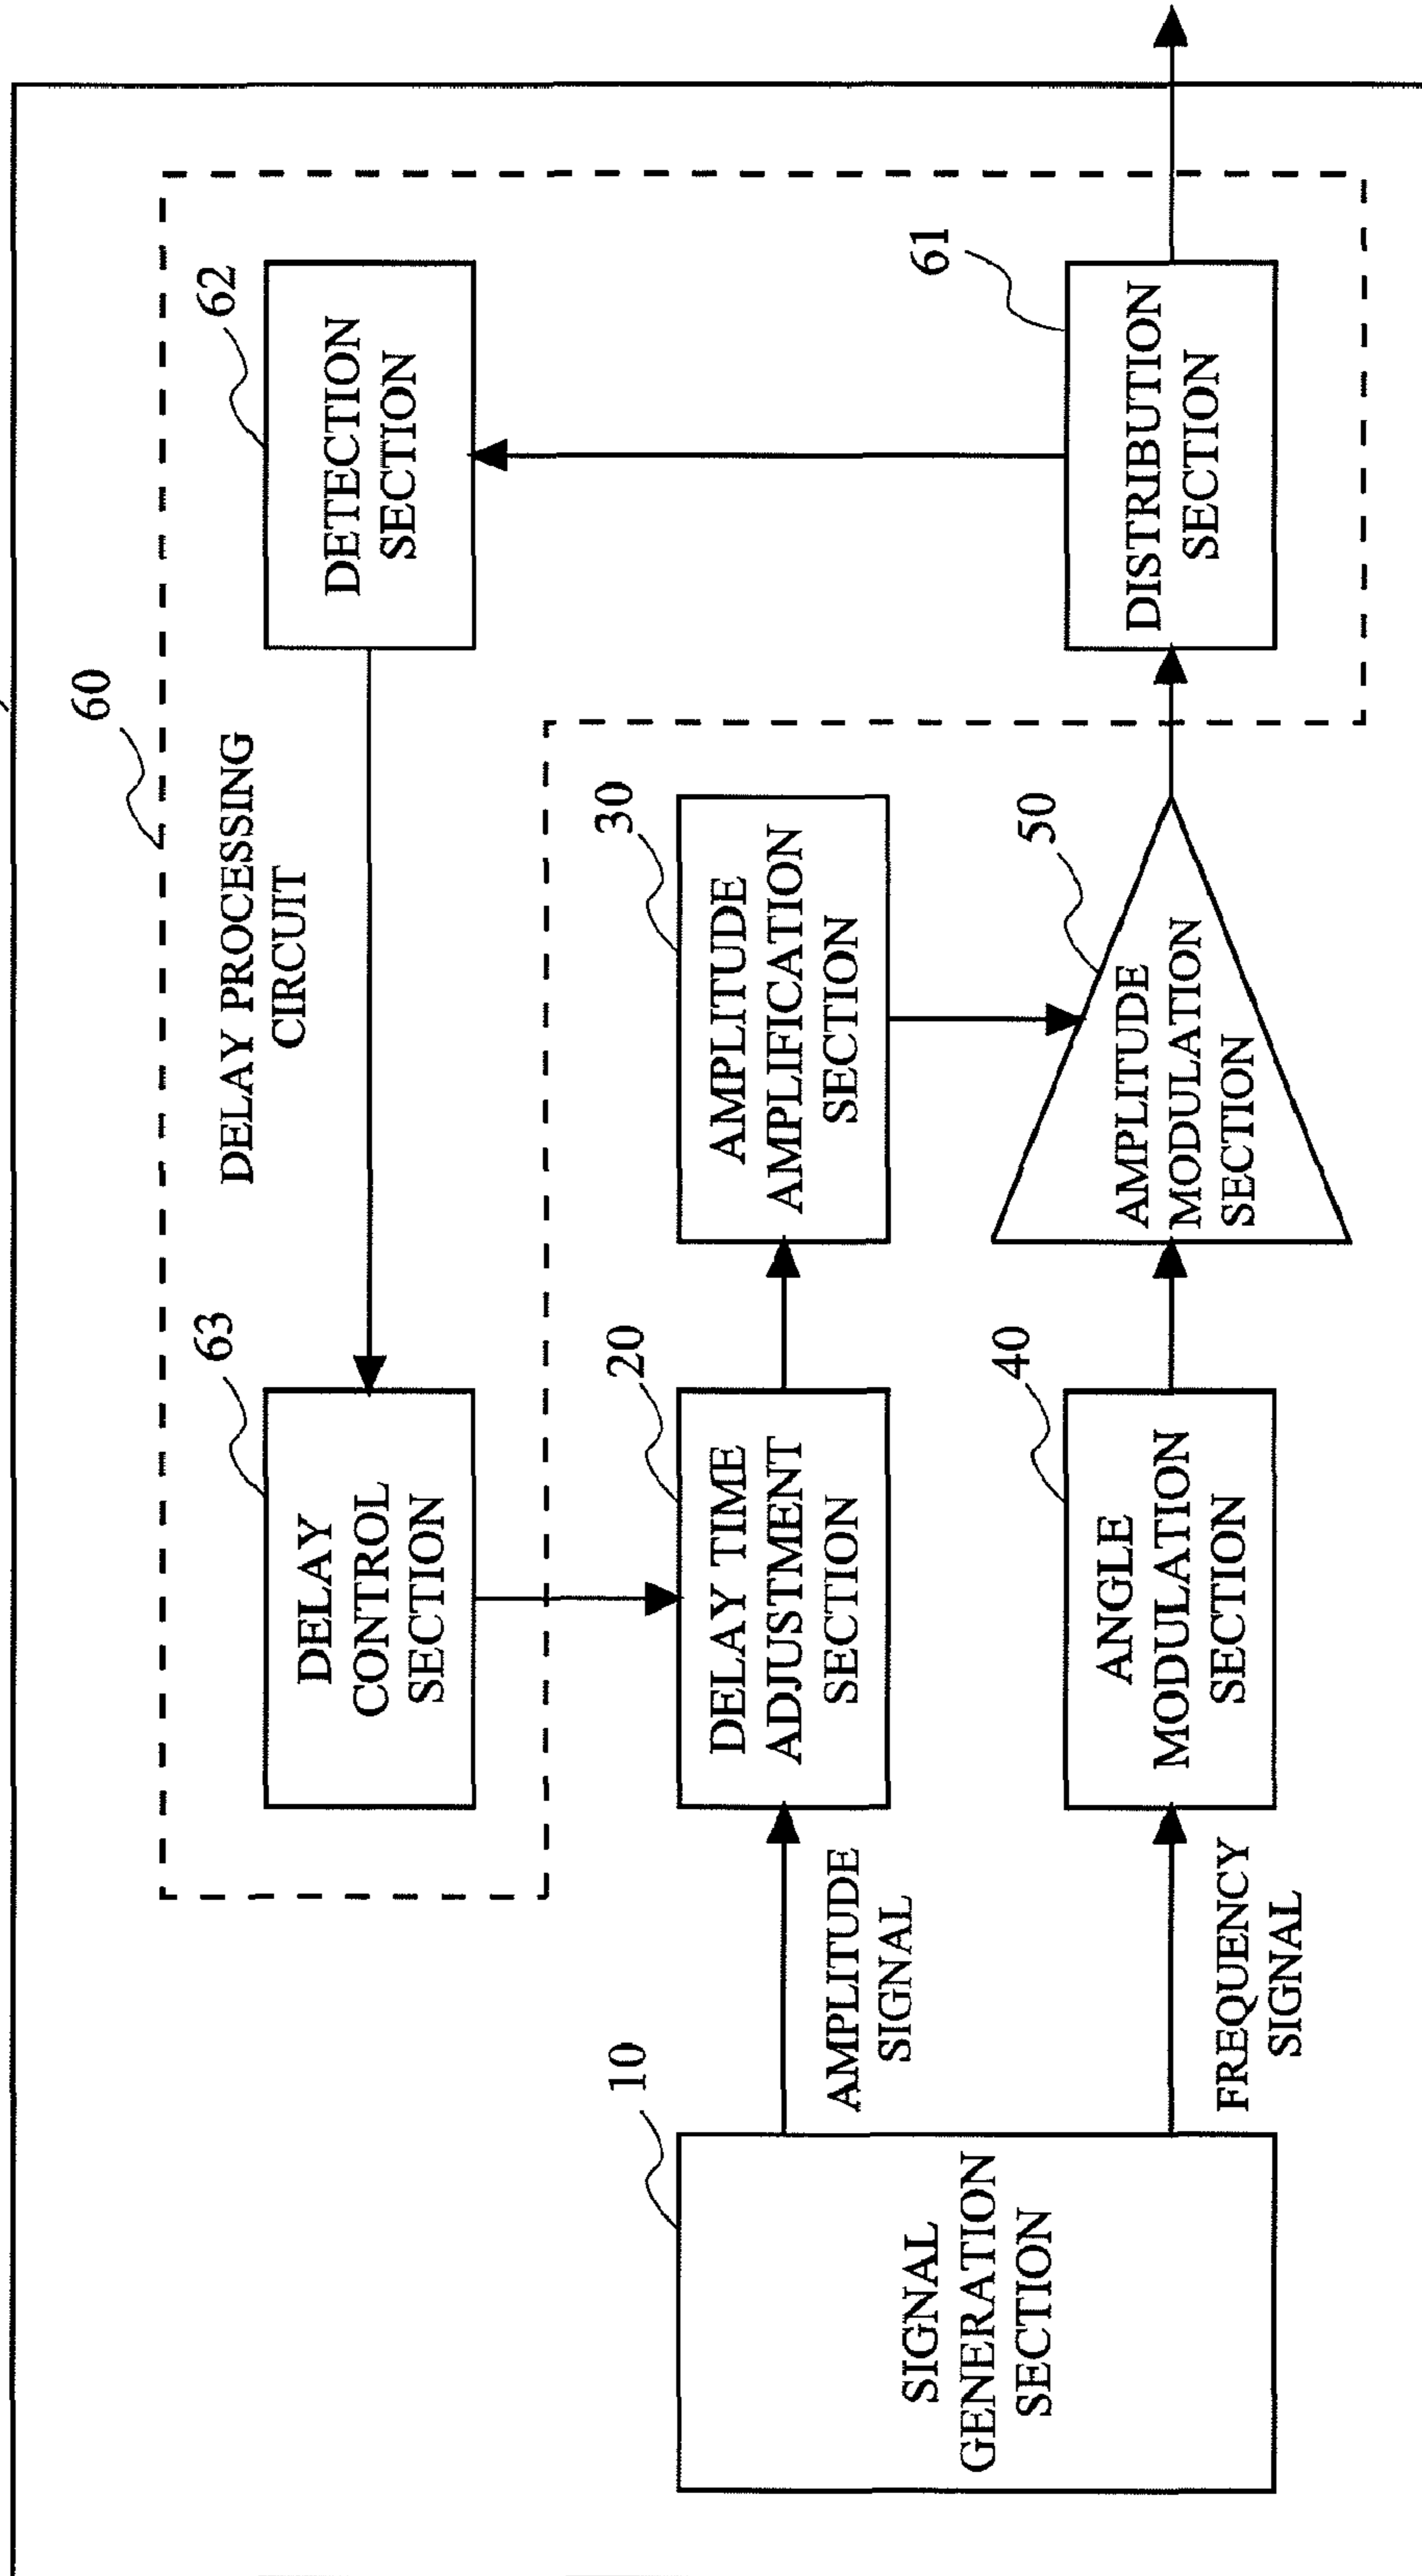 60
DELAY PROCESSING
CIRCUIT
63
DELAY
CONTROL
SECTION
62
DETECTION
SECTION
10
SIGNAL
GENERATION
SECTION
AMPLITUDE
SIGNAL
20
DELAY TIME
ADJUSTMENT
SECTION
30
AMPLITUDE
AMPLIFICATION
SECTION
FREQUENCY
SIGNAL
40
ANGLE
MODULATION
SECTION
50
AMPLITUDE
MODULATION
SECTION
61
DISTRIBUTION
SECTION